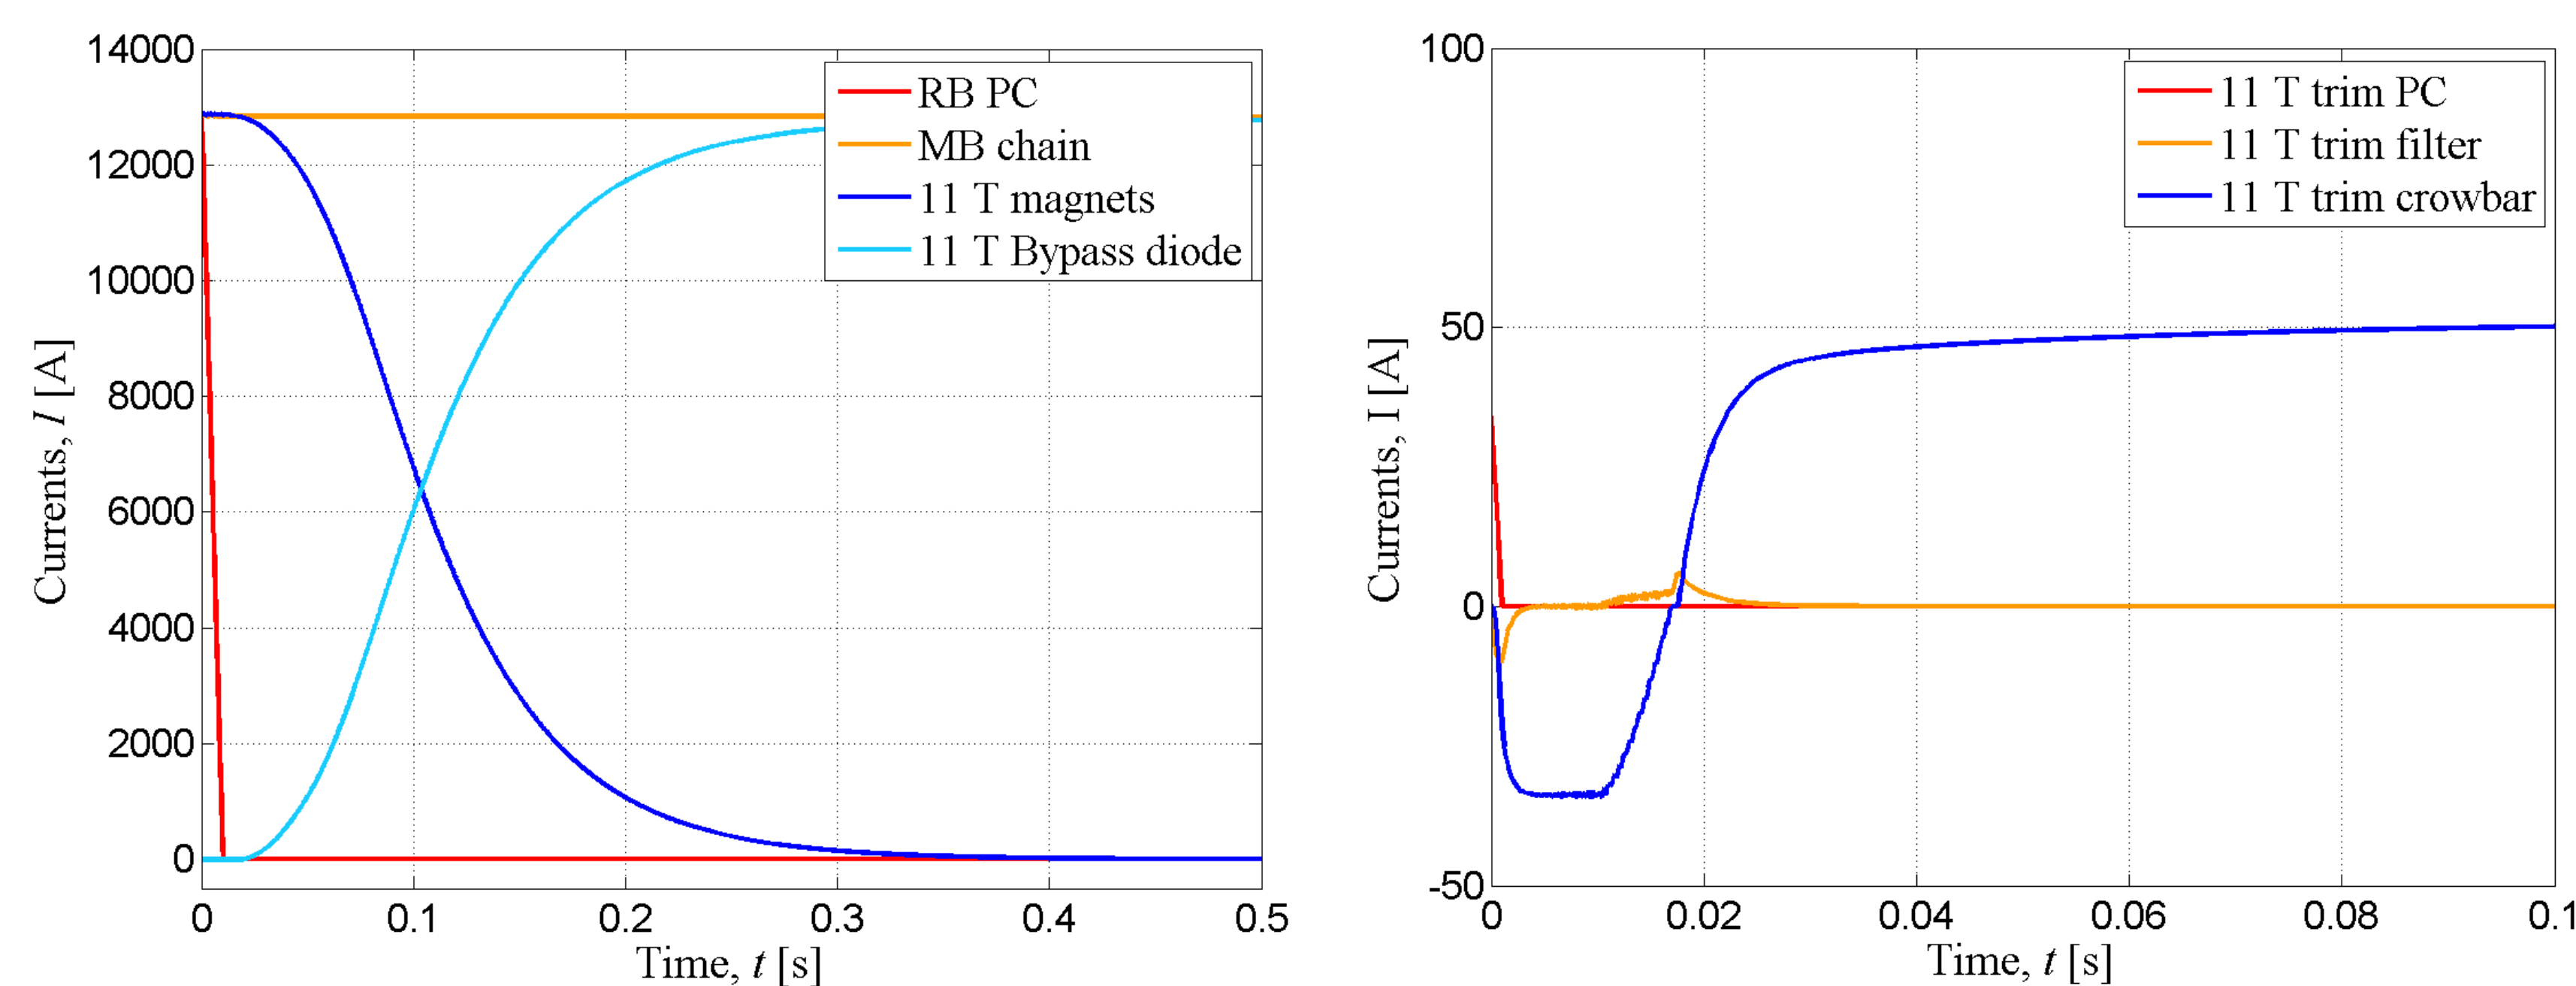 14000
12000
10000
8000
6000
4000
2000
0
Currents, I [A]
0 0.1 0.2 0.3 0.4 0.5
Time, t [s]
RB PC
MB chain
11 T magnets
11 T Bypass diode
100
50
0
-50
Currents, I [A]
0 0.02 0.04 0.06 0.08 0.1
Time, t [s]
11 T trim PC
11 T trim filter
11 T trim crowbar